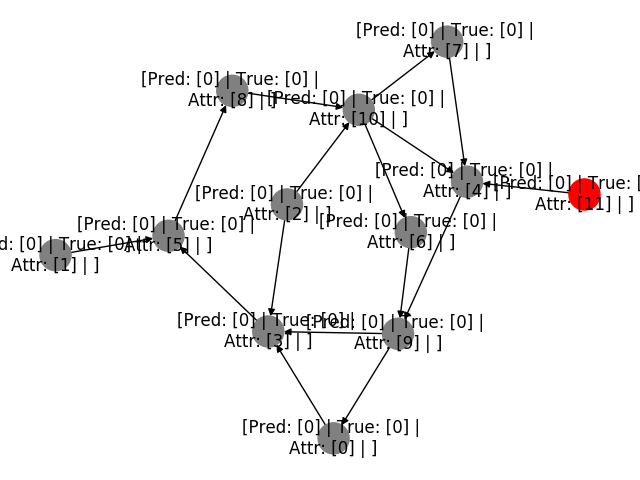 [Pred: [0] | True: [0] |
Attr: [7] | ]
[Pred: [0] | True: [0] |
Attr: [8] | ]
[Pred: [0] | True: [0] |
Attr: [10] | ]
[Pred: [0] | True: [0] |
Attr: [4] | ]
[Pred: [0] | True: [
Attr: [11] | ]
[Pred: [0] | True: [0] |
Attr: [2] | ]
[Pred: [0] | True: [0] |
Attr: [6] | ]
[Pred: [0] | True: [0] |
Attr: [5] | ]
d: [0] | True: [0] |
Attr: [1] | ]
[Pred: [0] | True: [0] |
Attr: [3] | ]
[Pred: [0] | True: [0] |
Attr: [9] | ]
[Pred: [0] | True: [0] |
Attr: [0] | ]